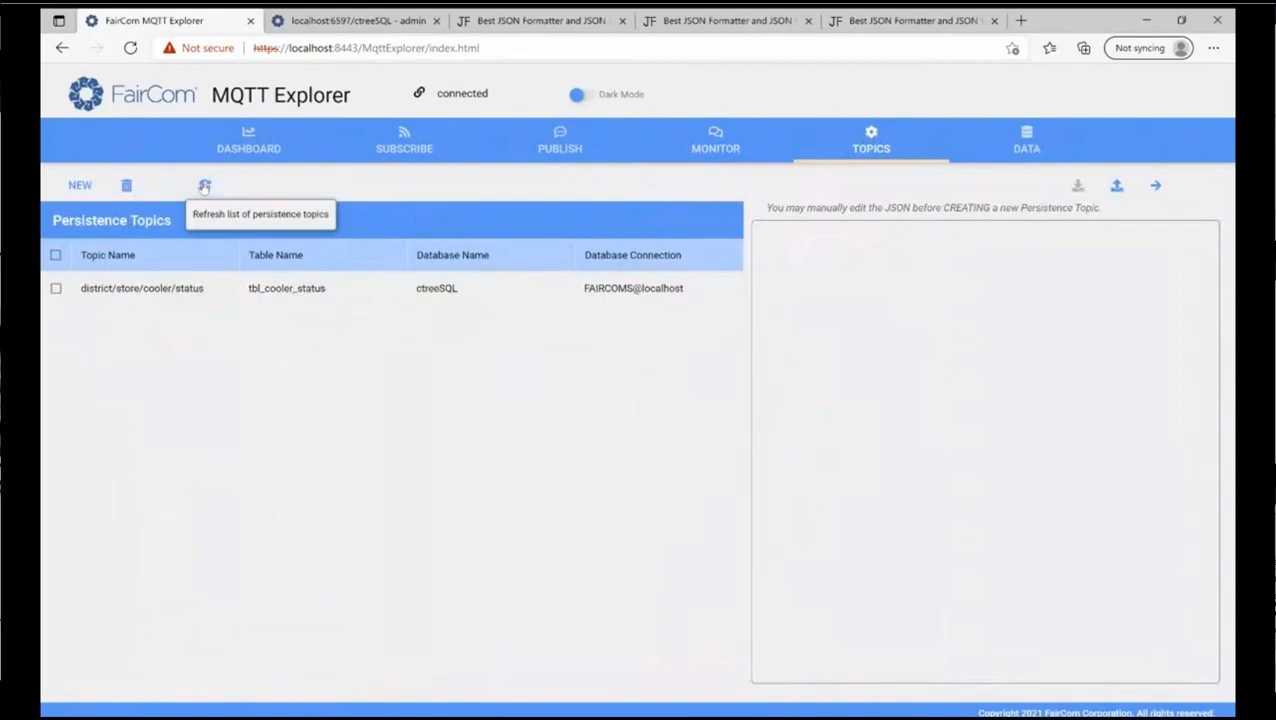 FairCom MQTT Explorer
localhost:6597/ctreeSQL - admin
JF Best JSON Formatter and JSON
JF Best JSON Formatter and JSON
JF Best JSON Formatter and JSON
Not secure
https://localhost:8443/MqttExplorer/index.html
Not syncing
FairCom MQTT Explorer
connected
Dark Mode
DASHBOARD
SUBSCRIBE
PUBLISH
MONITOR
TOPICS
DATA
NEW
Refresh list of persistence topics
Persistence Topics
You may manually edit the JSON before CREATING a new Persistence Topic.
Topic Name Table Name Database Name Database Connection
district/store/cooler/status tbl_cooler_status ctreeSQL FAIRCOMS@localhost
Copyright 2021 FairCom Corporation. All rights reserved.